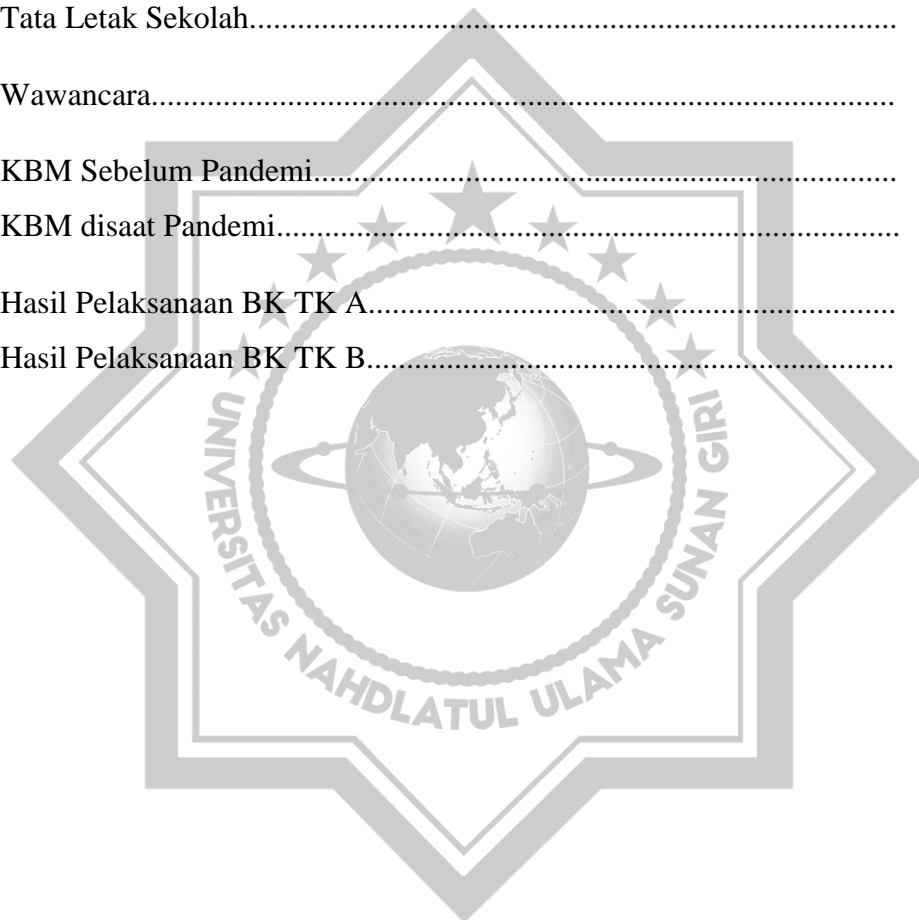 Tata Letak Sekolah.................................................................................
Wawancara.............................................................................................
KBM Sebelum Pandemi.........................................................................
KBM disaat Pandemi..............................................................................
Hasil Pelaksanaan BK TK A..................................................................
Hasil Pelaksanaan BK TK B..................................................................
UNIVERSITAS NAHDLATUL ULAMA SUNAN GIRI